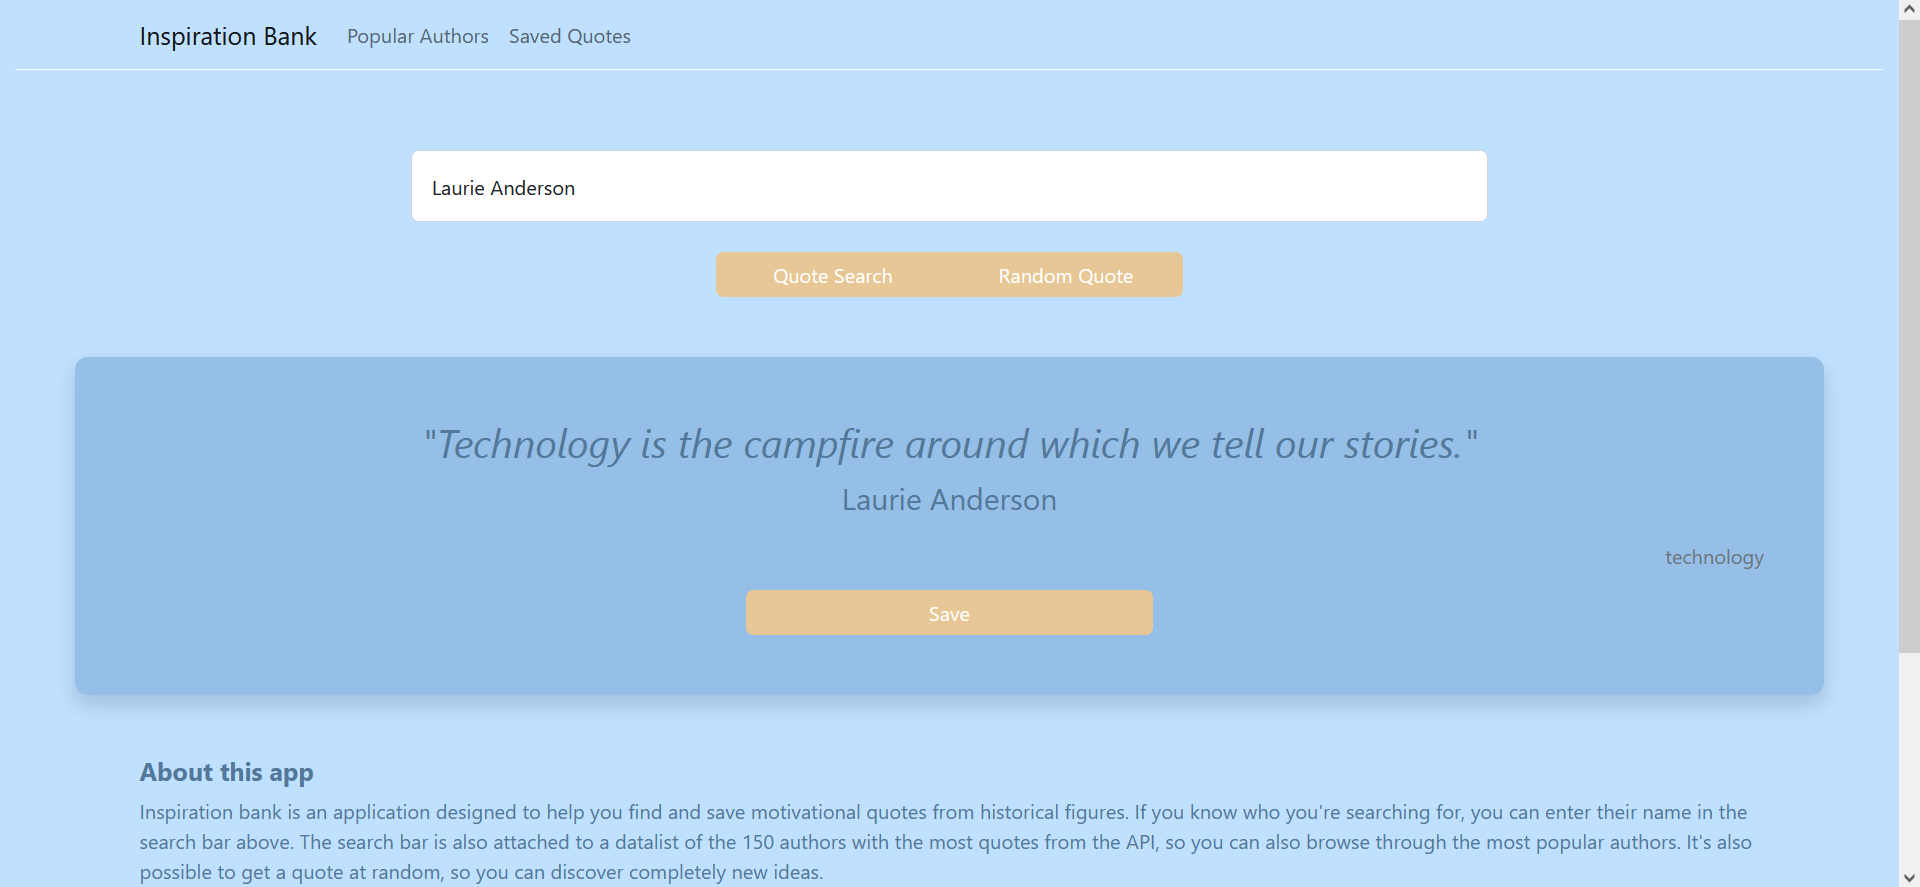 Inspiration Bank Popular Authors Saved Quotes
Laurie Anderson
Quote Search Random Quote
"Technology is the campfire around which we tell our stories."
Laurie Anderson
technology
Save
About this app
Inspiration bank is an application designed to help you find and save motivational quotes from historical figures. If you know who you're searching for, you can enter their name in the
search bar above. The search bar is also attached to a datalist of the 150 authors with the most quotes from the API, so you can also browse through the most popular authors. It's also
possible to get a quote at random, so you can discover completely new ideas.